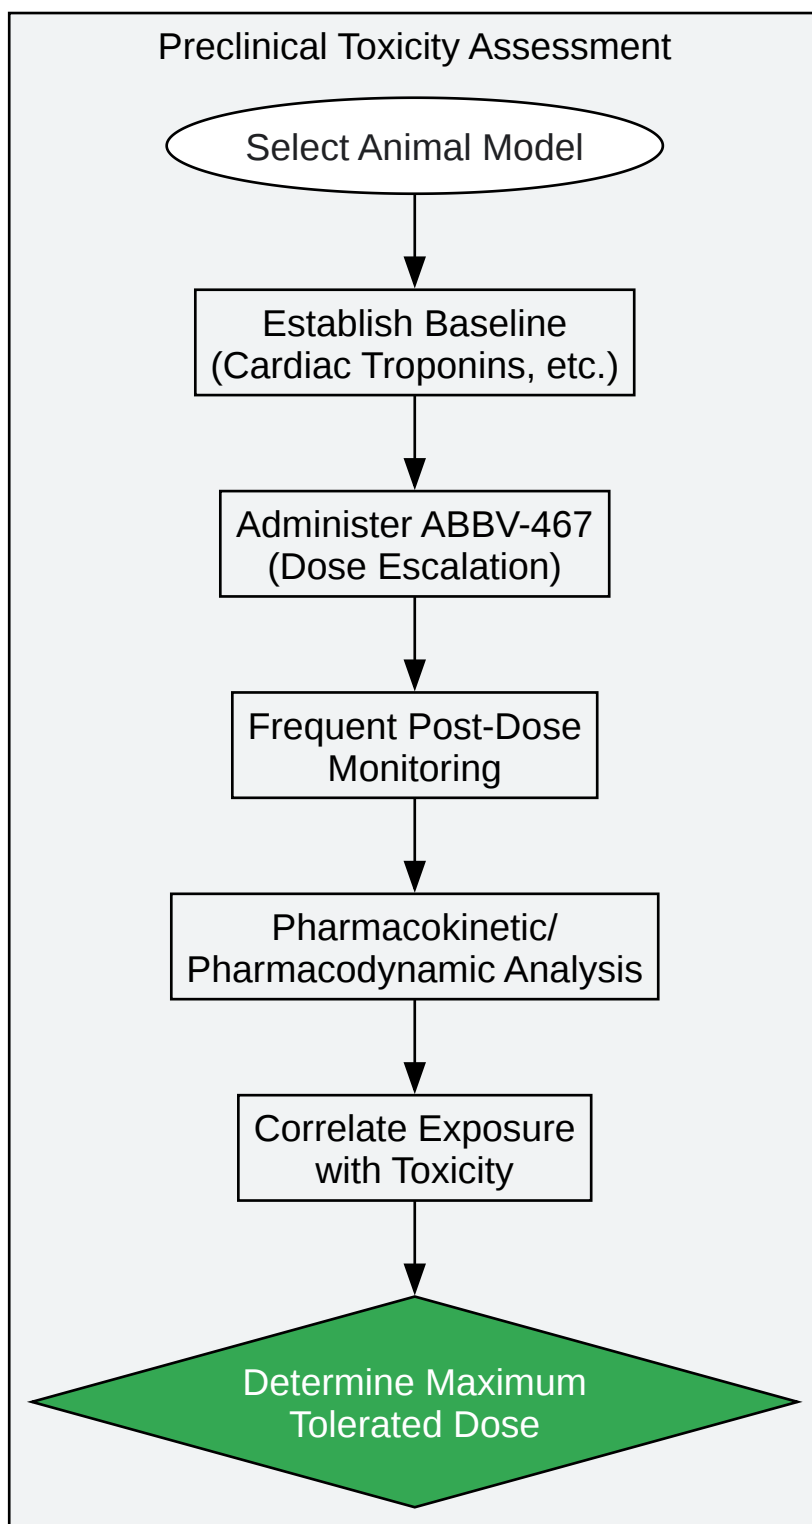 Preclinical Toxicity Assessment
Select Animal Model
Establish Baseline
(Cardiac Troponins, etc.)
Administer ABBV-467
(Dose Escalation)
Frequent Post-Dose
Monitoring
Pharmacokinetic/
Pharmacodynamic Analysis
Correlate Exposure
with Toxicity
Determine Maximum
Tolerated Dose